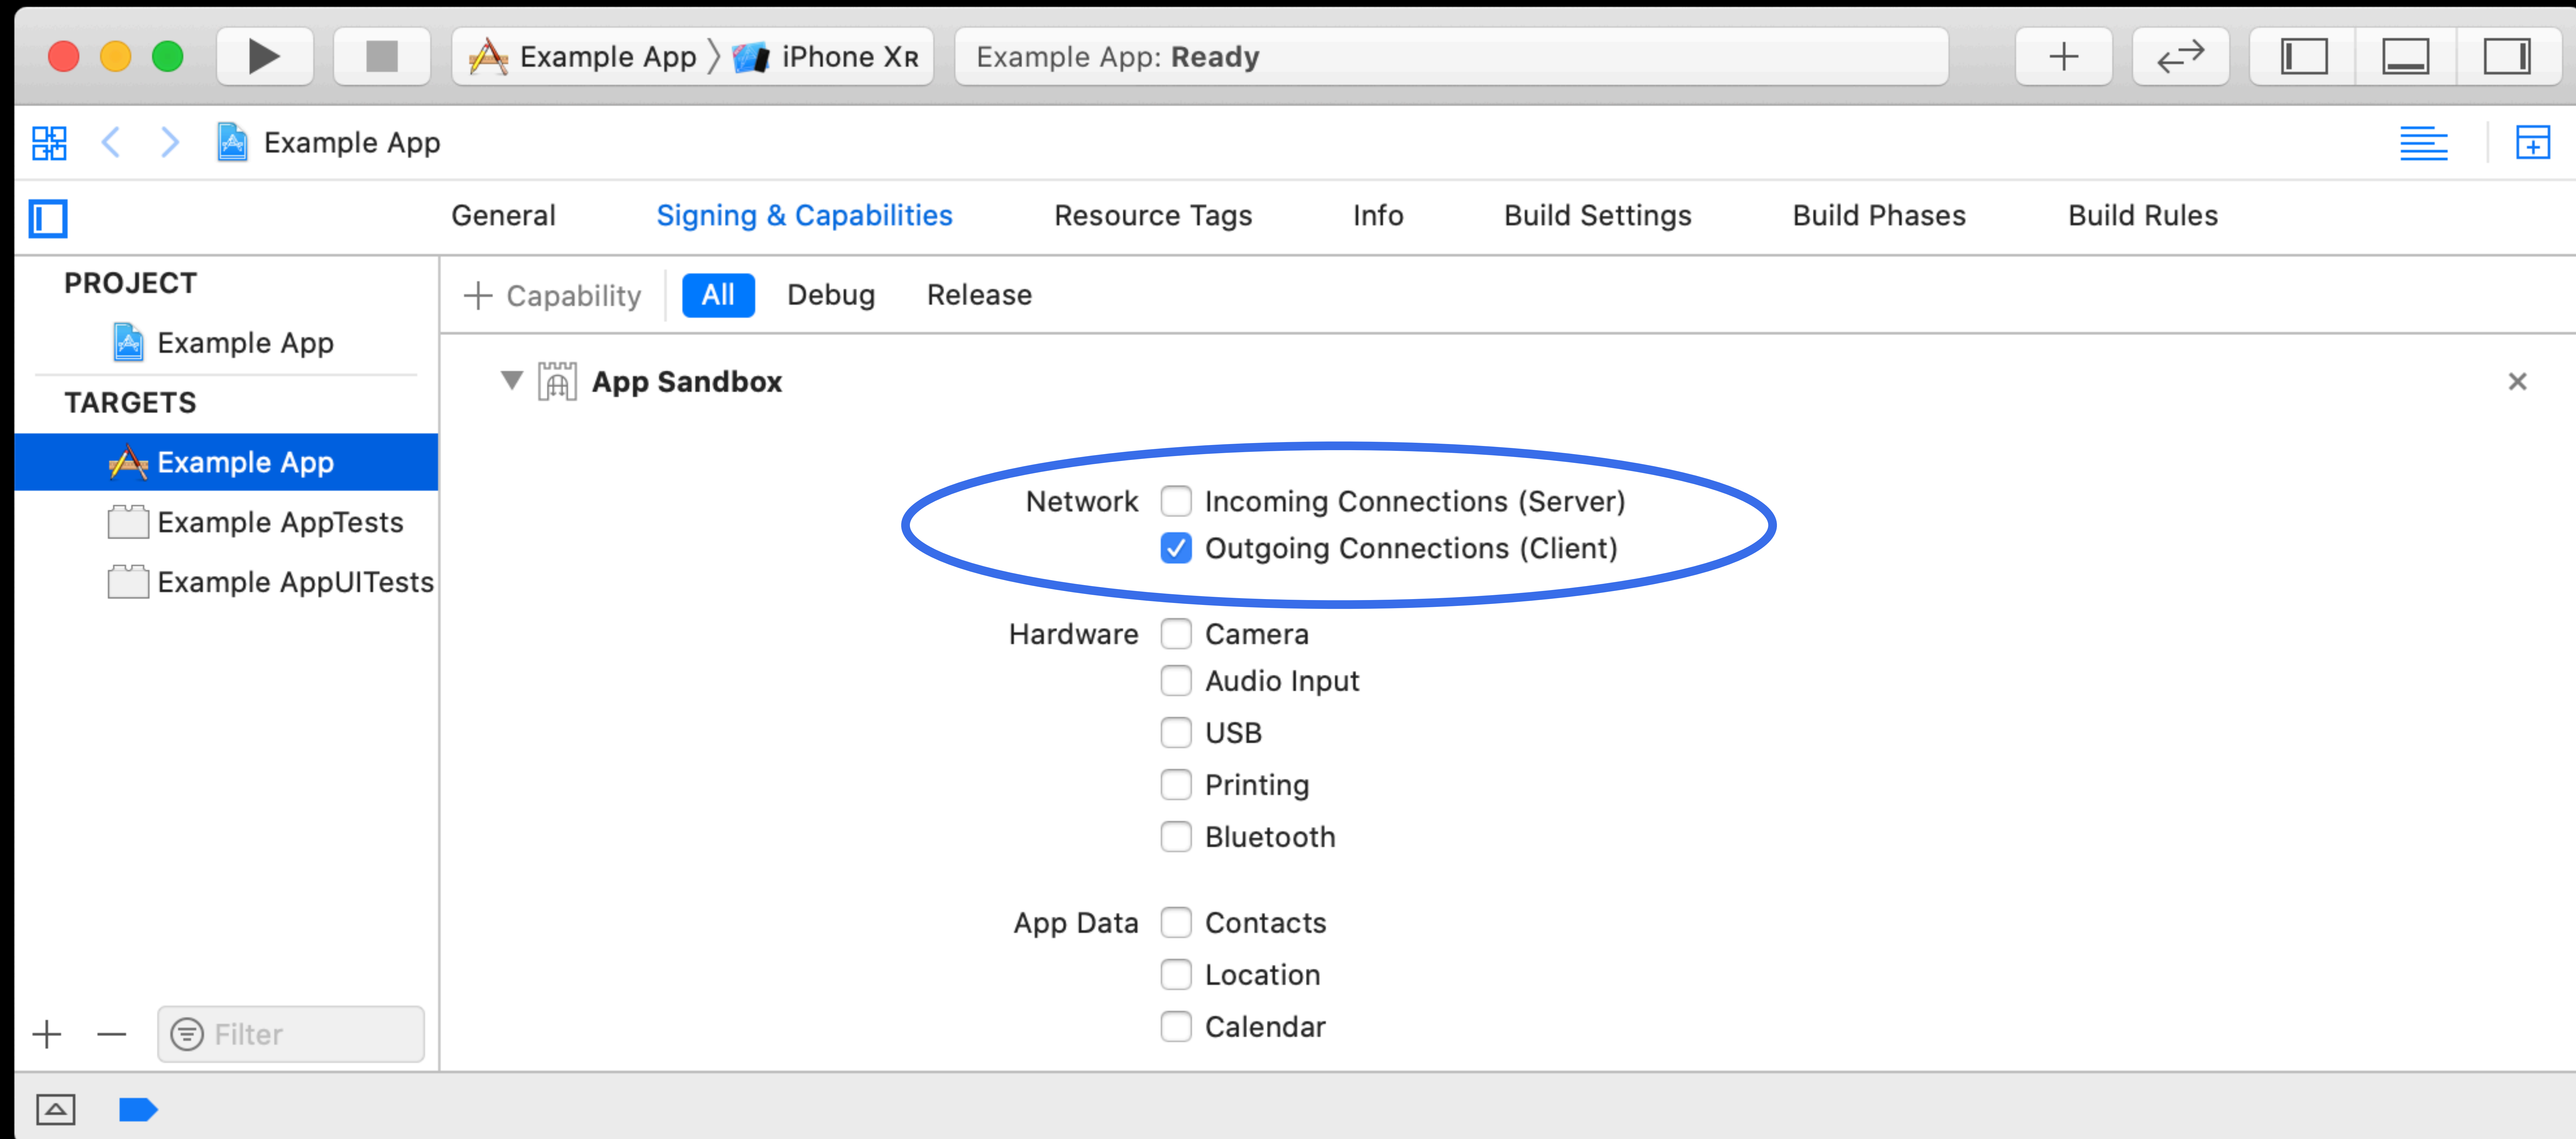 Example App 〉 iPhone Xʀ
Example App: Ready
Example App
General Signing & Capabilities Resource Tags Info Build Settings Build Phases Build Rules
PROJECT
Example App
TARGETS
Example App
Example AppTests
Example AppUITests
Filter
+ Capability All Debug Release
App Sandbox
Network Incoming Connections (Server)
Outgoing Connections (Client)
Hardware Camera
Audio Input
USB
Printing
Bluetooth
App Data Contacts
Location
Calendar